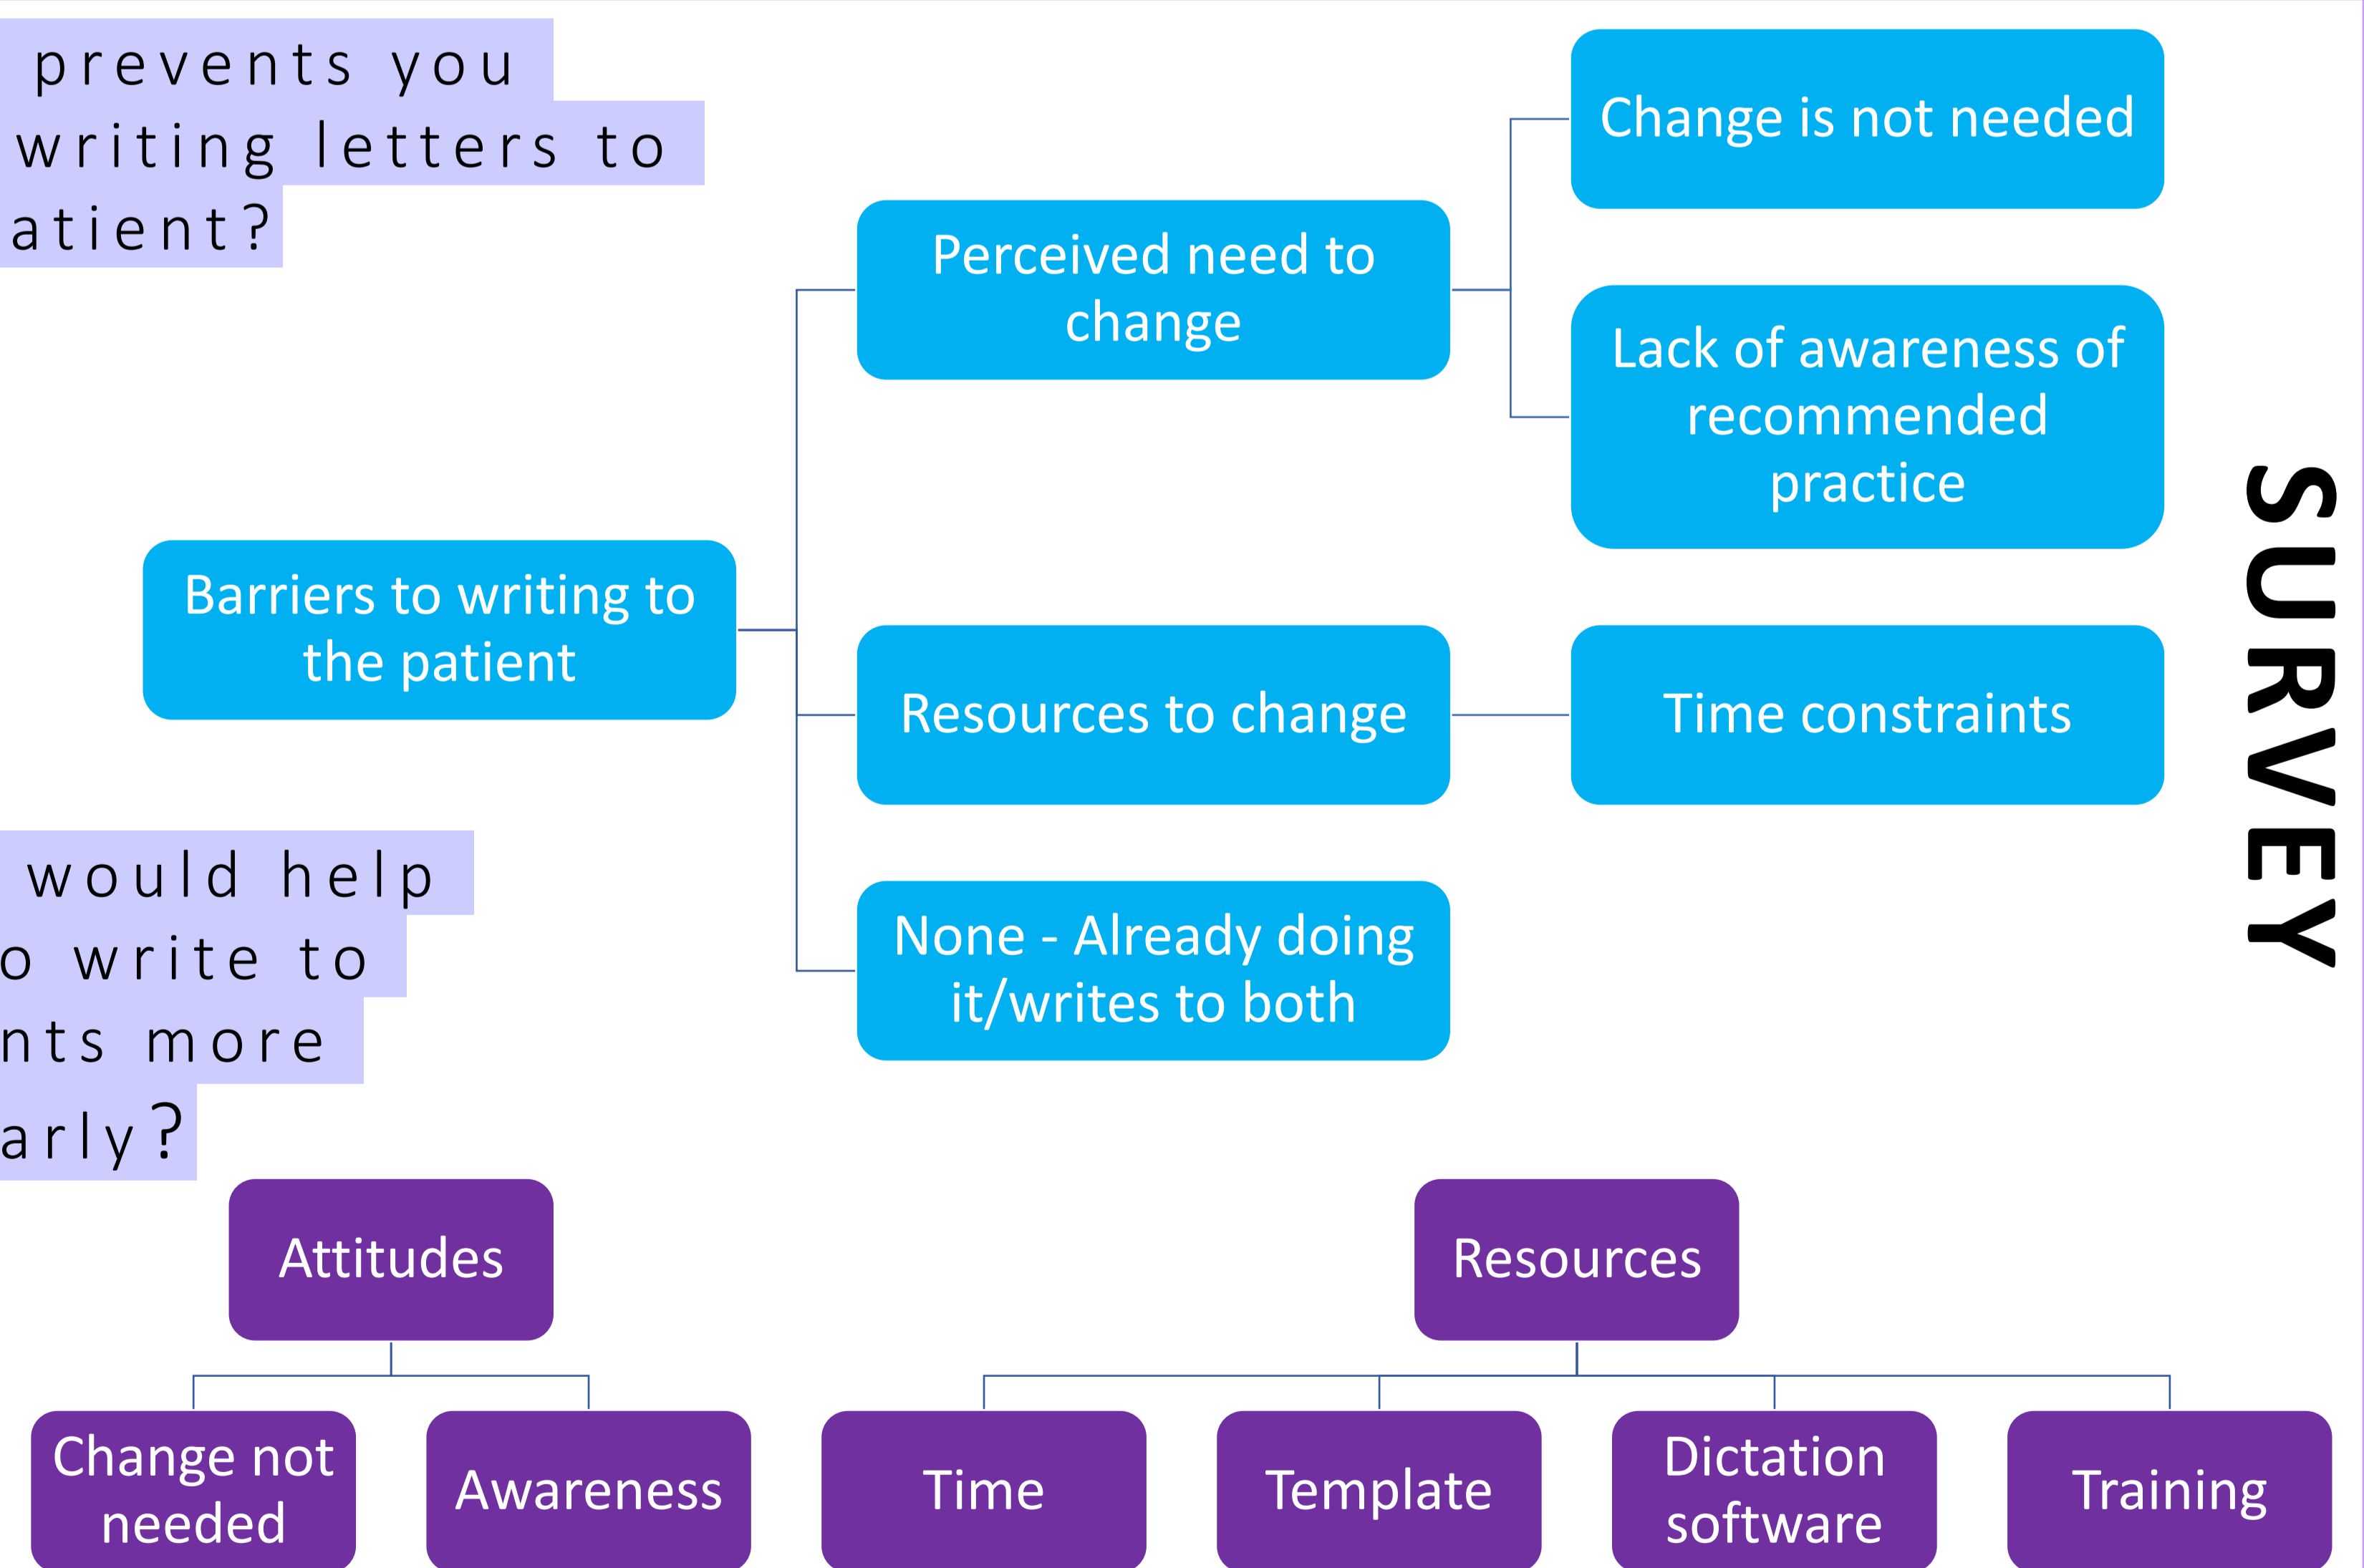 prevents you
writing letters to
atient?
Change is not needed
Perceived need to
change
Lack of awareness of
recommended
practice
Barriers to writing to
the patient
Resources to change
Time constraints
None - Already doing
it/writes to both
SURVEY
would help
o write to
nts more
arly?
Attitudes
Resources
Change not
needed
Awareness
Time
Template
Dictation
software
Training